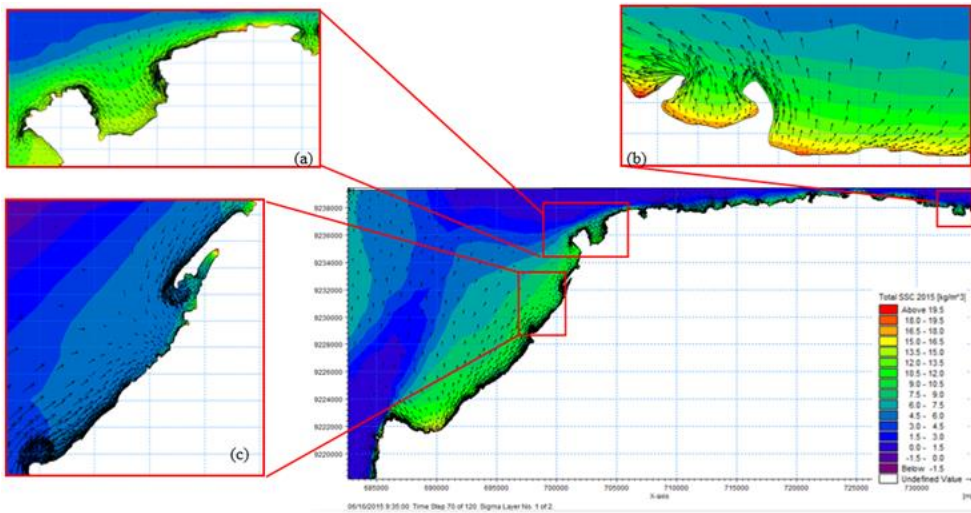 (a)
(b)
(c)
9238000
9236000
9234000
9232000
9230000
9228000
9226000
9224000
9222000
9220000
685000 690000 695000 700000 705000 710000 715000 720000 725000 730000
X-axis
06/10/2015 9:35:00 Time Step 70 of 120 Sigma Layer No. 1 of 2.
Total SSC 2015 [kg/m^3]
Above 19.5
18.0 - 19.5
16.5 - 18.0
15.0 - 16.5
13.5 - 15.0
12.0 - 13.5
10.5 - 12.0
9.0 - 10.5
7.5 - 9.0
6.0 - 7.5
4.5 - 6.0
3.0 - 4.5
1.5 - 3.0
0.0 - 1.5
-1.5 - 0.0
Below -1.5
Undefined Value